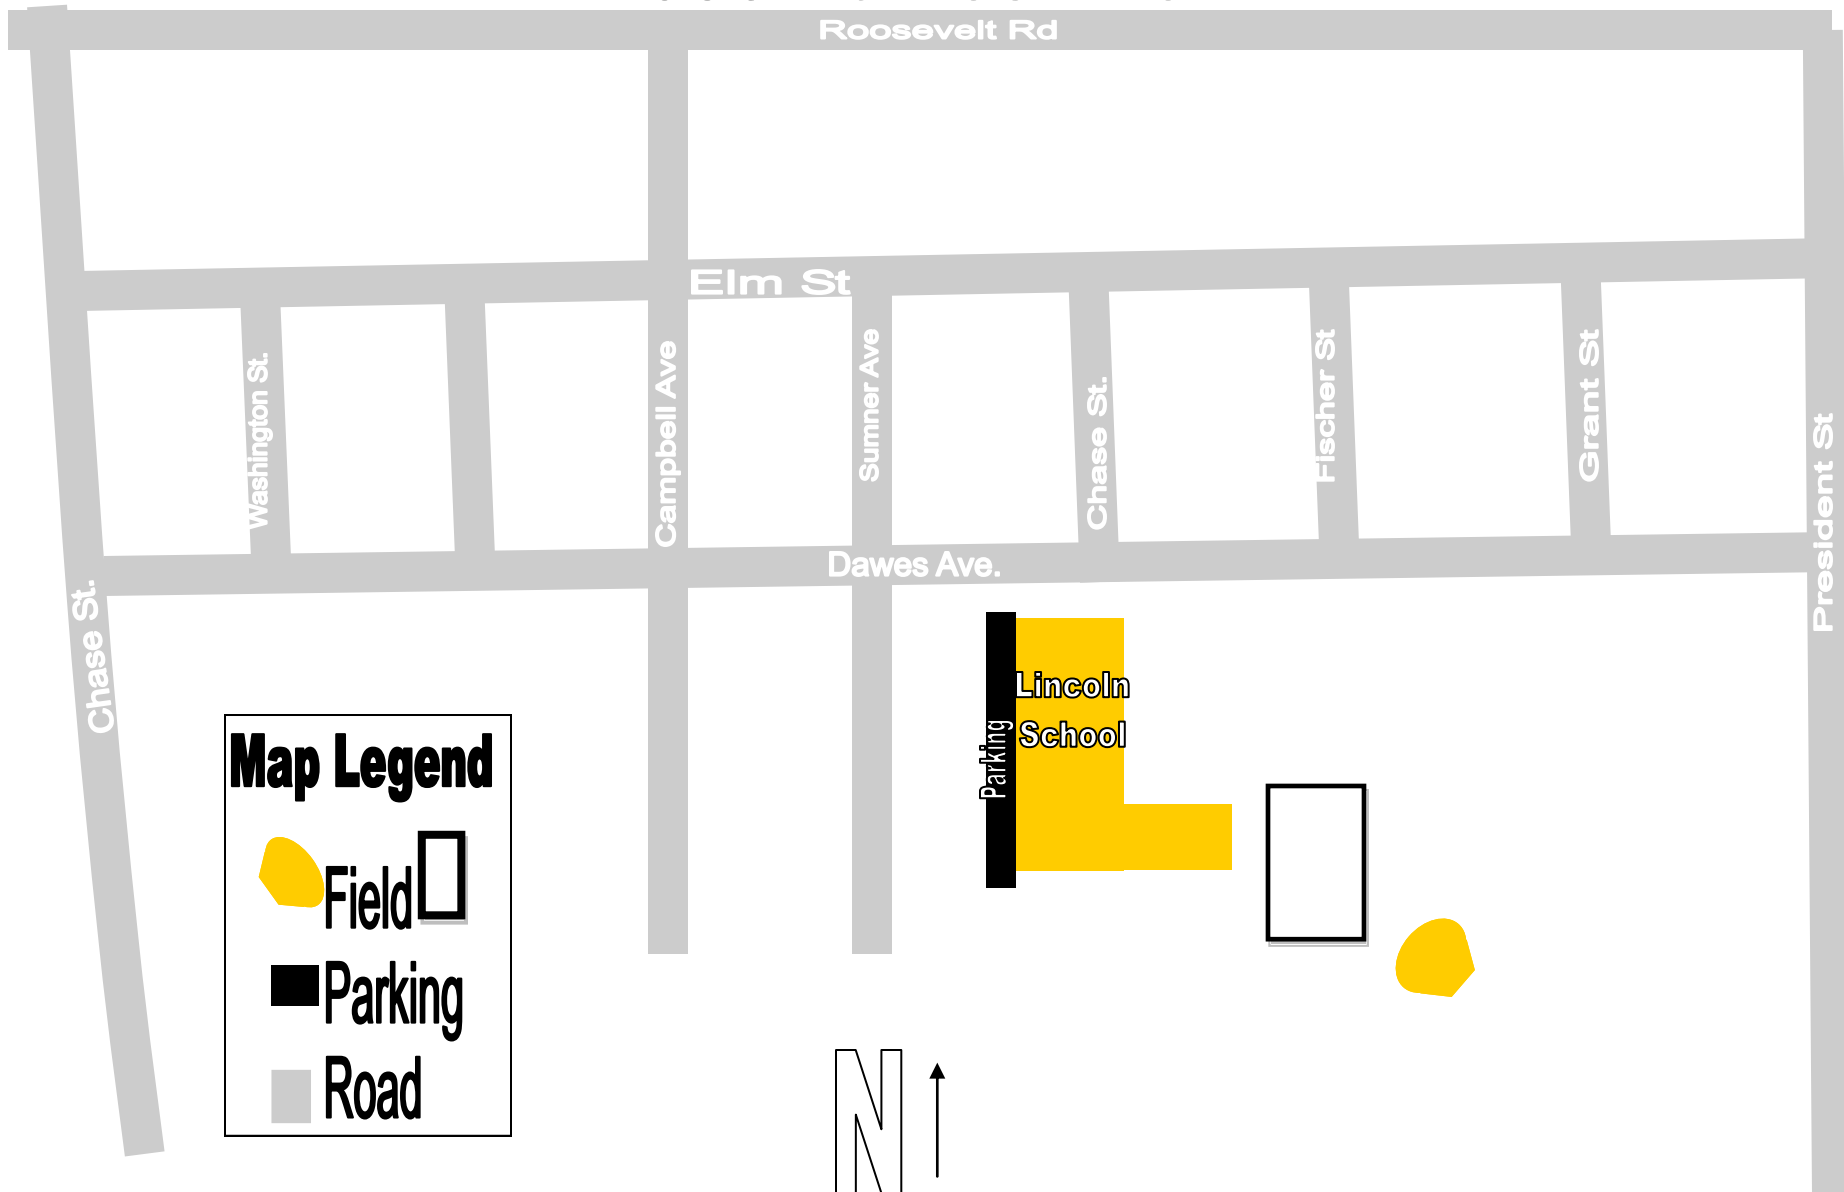 Roosevelt Rd
Elm St
Washington St.
Campbell Ave
Sumner Ave
Chase St.
Fischer St
Grant St
President St
Dawes Ave.
Chase St.
Lincoln
School
Parking
Map Legend
Field
Parking
Road
N